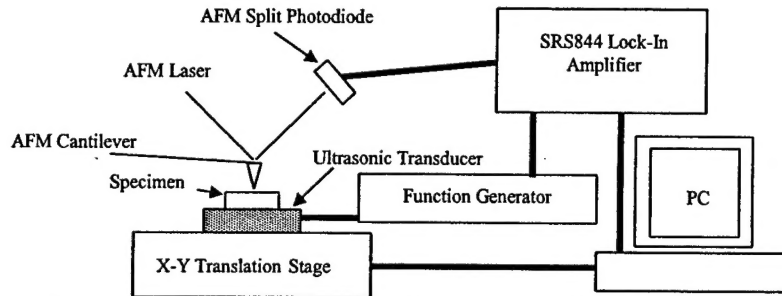 AFM Split Photodiode
SRS844 Lock-In
Amplifier
AFM Laser
AFM Cantilever
Ultrasonic Transducer
Specimen
Function Generator
PC
X-Y Translation Stage